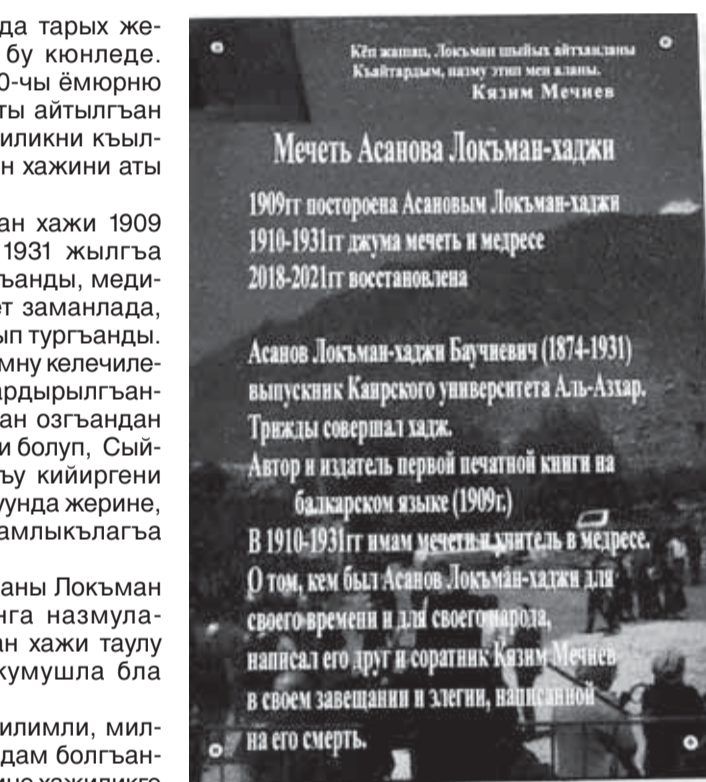 да тарых же-
бу кюнледе.
0-чы ёмюрню
ты айтылгъан
иликни къыл-
н хажини аты
ан хажи 1909
1931 жылгъа
ъанды, меди-
ет заманлада,
ып тургъанды.
мну келечиле-
ардырылгъан-
ан озгъандан
и болуп, Сый-
ъу кийиргени
уунда жерине,
амлыкълагъа
аны Локъман
нга назмула-
ан хажи таулу
кумушла бла
илимли, мил-
дам болгъан-
Кёп жашап, Локъман шыйых айтханланы
Къайтардым, назму этип мен аланы.
Кязим Мечиев
Мечеть Асанова Локъман-хаджи
1909гг постороена Асановым Локъман-хаджи
1910-1931гг джума мечеть и медресе
2018-2021гг восстановлена
Асанов Локъман-хаджи Баучиевич (1874-1931)
выпускник Каирского университета Аль-Азхар.
Трижды совершал хадж.
Автор и издатель первой печатной книги на
балкарском языке (1909г.)
В 1910-1931гг имам мечети и учитель в медресе.
О том, кем был Асанов Локъман-хаджи для
своего времени и для своего народа,
написал его друг и соратник Кязим Мечиев
в своем завещании и элегии, написанной
на его смерть.